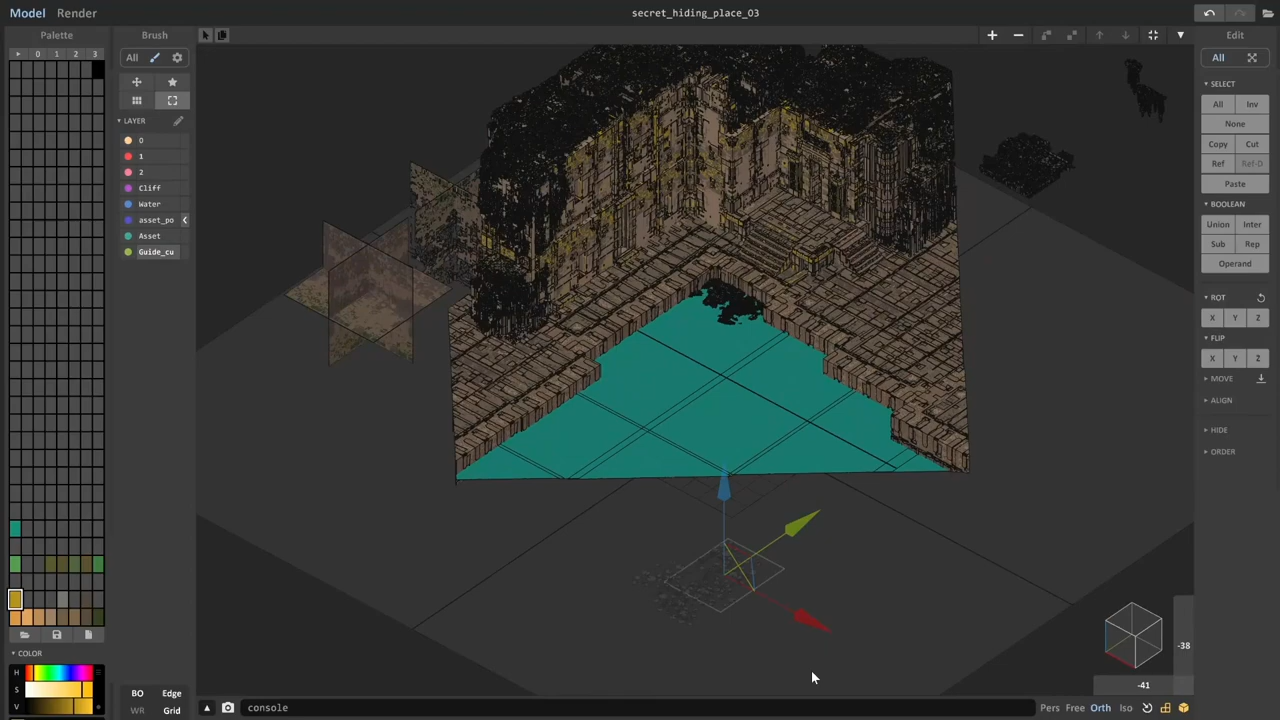 Model Render
secret_hiding_place_03
Palette
0 1 2 3
COLOR
H
S
V
Brush
All
LAYER
0
1
2
Cliff
Water
asset_po
Asset
Guide_cu
BO Edge
WR Grid
console
Pers Free Orth Iso
-38
-41
Edit
All
SELECT
All Inv
None
Copy Cut
Ref Ref-D
Paste
BOOLEAN
Union Inter
Sub Rep
Operand
ROT
X Y Z
FLIP
X Y Z
MOVE
ALIGN
HIDE
ORDER